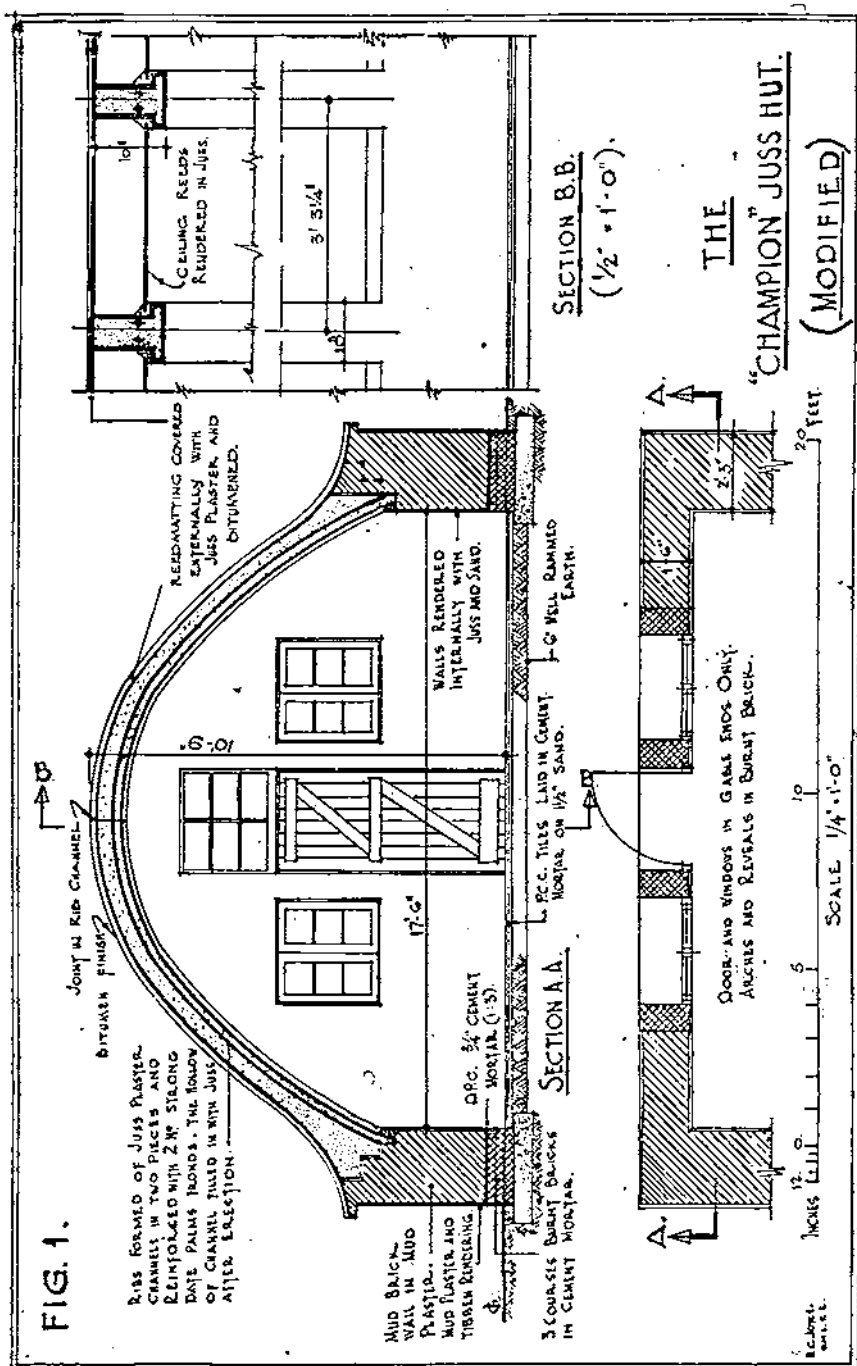 FIG. 1.
RIBS FORMED OF JUSS PLASTER
CHANNELS IN TWO PIECES AND
REINFORCED WITH 2 Nº STRONG
DATE PALMS FRONDS. THE HOLLOW
OF CHANNEL FILLED IN WITH JUSS
AFTER ERECTION.
BITUMEN FINISH
JOINT IN RIB CHANNEL
B
REEDMATTING COVERED
EXTERNALLY WITH
JUSS PLASTER AND
BITUMENED.
10'-9"
17'-6"
MUD BRICK
WALL IN MUD
PLASTER.
MUD PLASTER AND
TIBBEN RENDERING
3 COURSES BURNT BRICKS
IN CEMENT MORTAR.
D.P.C. 3/4" CEMENT
MORTAR (1:3).
WALLS RENDERED
INTERNALLY WITH
JUSS AND SAND.
P.C.C. TILES LAID IN CEMENT
MORTAR ON 1½" SAND.
6" WELL RAMMED
EARTH.
SECTION A.A.
B
10"
CEILING REEDS
RENDERED IN JUSS.
3' 3¼"
SECTION B.B.
(½" = 1'-0").
A.
A.
2'3"
1'-6"
DOOR AND WINDOWS IN GABLE ENDS ONLY.
ARCHES AND REVEALS IN BURNT BRICK.
INCHES 12 0 5 10 20 FEET.
SCALE 1/4" = 1'-0"
THE
"CHAMPION" JUSS HUT.
(MODIFIED)